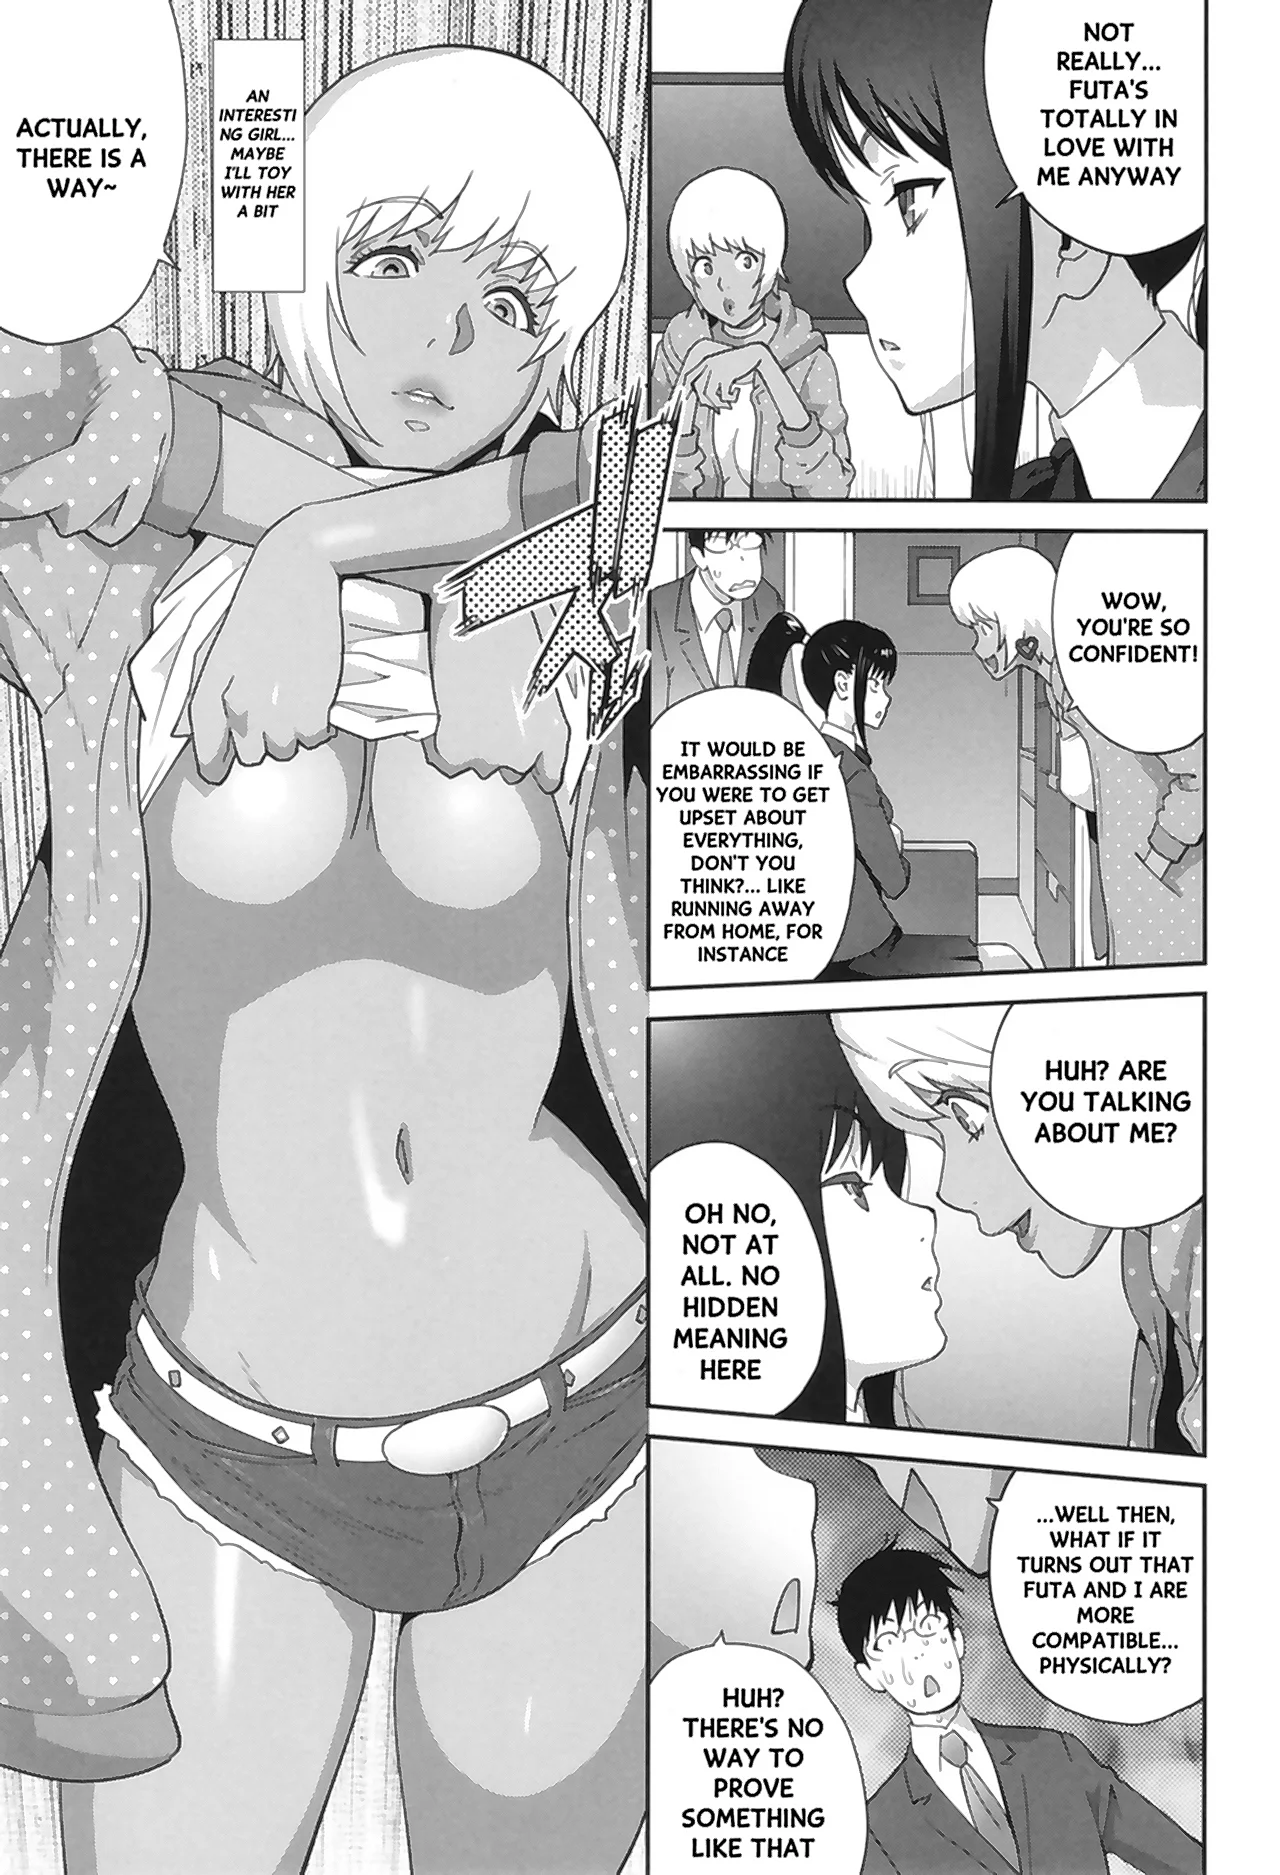 NOT
REALLY...
FUTA'S
TOTALLY IN
LOVE WITH
ME ANYWAY
WOW,
YOU'RE SO
CONFIDENT!
IT WOULD BE
EMBARRASSING IF
YOU WERE TO GET
UPSET ABOUT
EVERYTHING,
DON'T YOU
THINK?... LIKE
RUNNING AWAY
FROM HOME, FOR
INSTANCE
HUH? ARE
YOU TALKING
ABOUT ME?
OH NO,
NOT AT
ALL. NO
HIDDEN
MEANING
HERE
...WELL THEN,
WHAT IF IT
TURNS OUT THAT
FUTA AND I ARE
MORE
COMPATIBLE...
PHYSICALLY?
HUH?
THERE'S NO
WAY TO
PROVE
SOMETHING
LIKE THAT
AN
INTERESTI
NG GIRL...
MAYBE
I'LL TOY
WITH HER
A BIT
ACTUALLY,
THERE IS A
WAY~